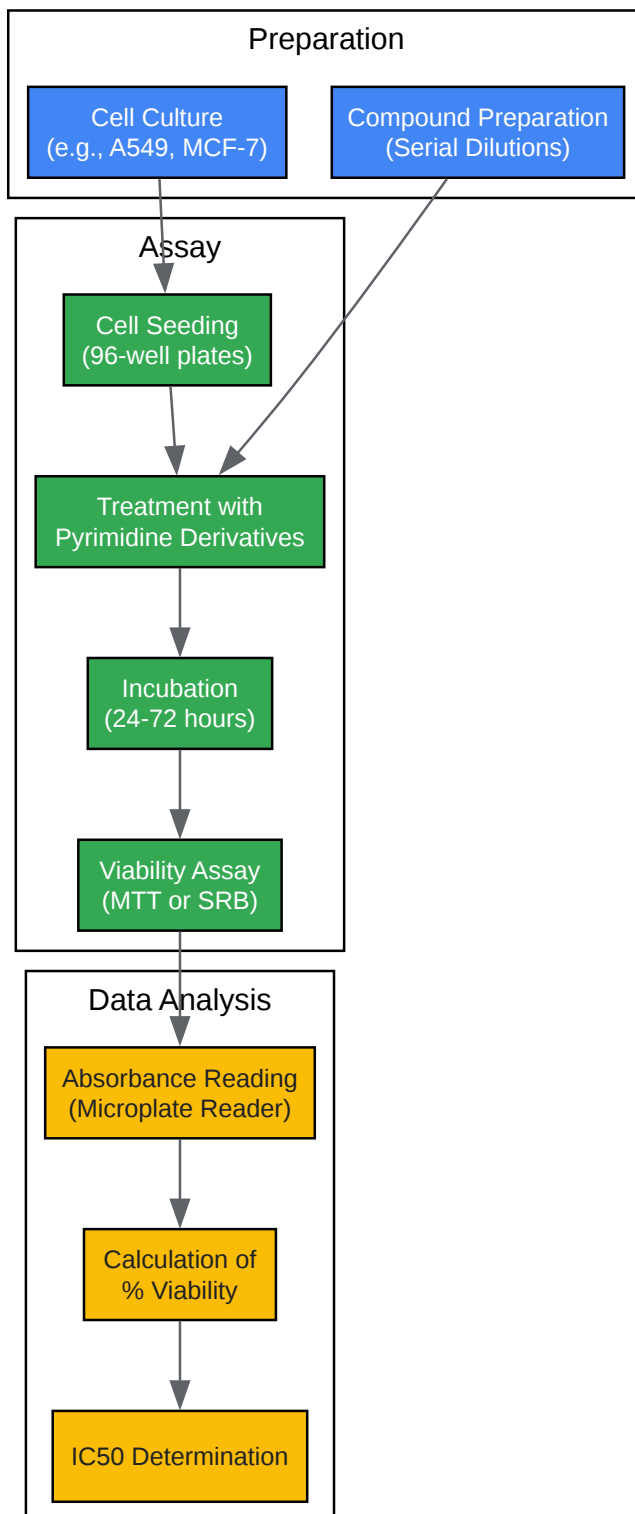 Preparation
Cell Culture
(e.g., A549, MCF-7)
Compound Preparation
(Serial Dilutions)
Assay
Cell Seeding
(96-well plates)
Treatment with
Pyrimidine Derivatives
Incubation
(24-72 hours)
Viability Assay
(MTT or SRB)
Data Analysis
Absorbance Reading
(Microplate Reader)
Calculation of
% Viability
IC50 Determination